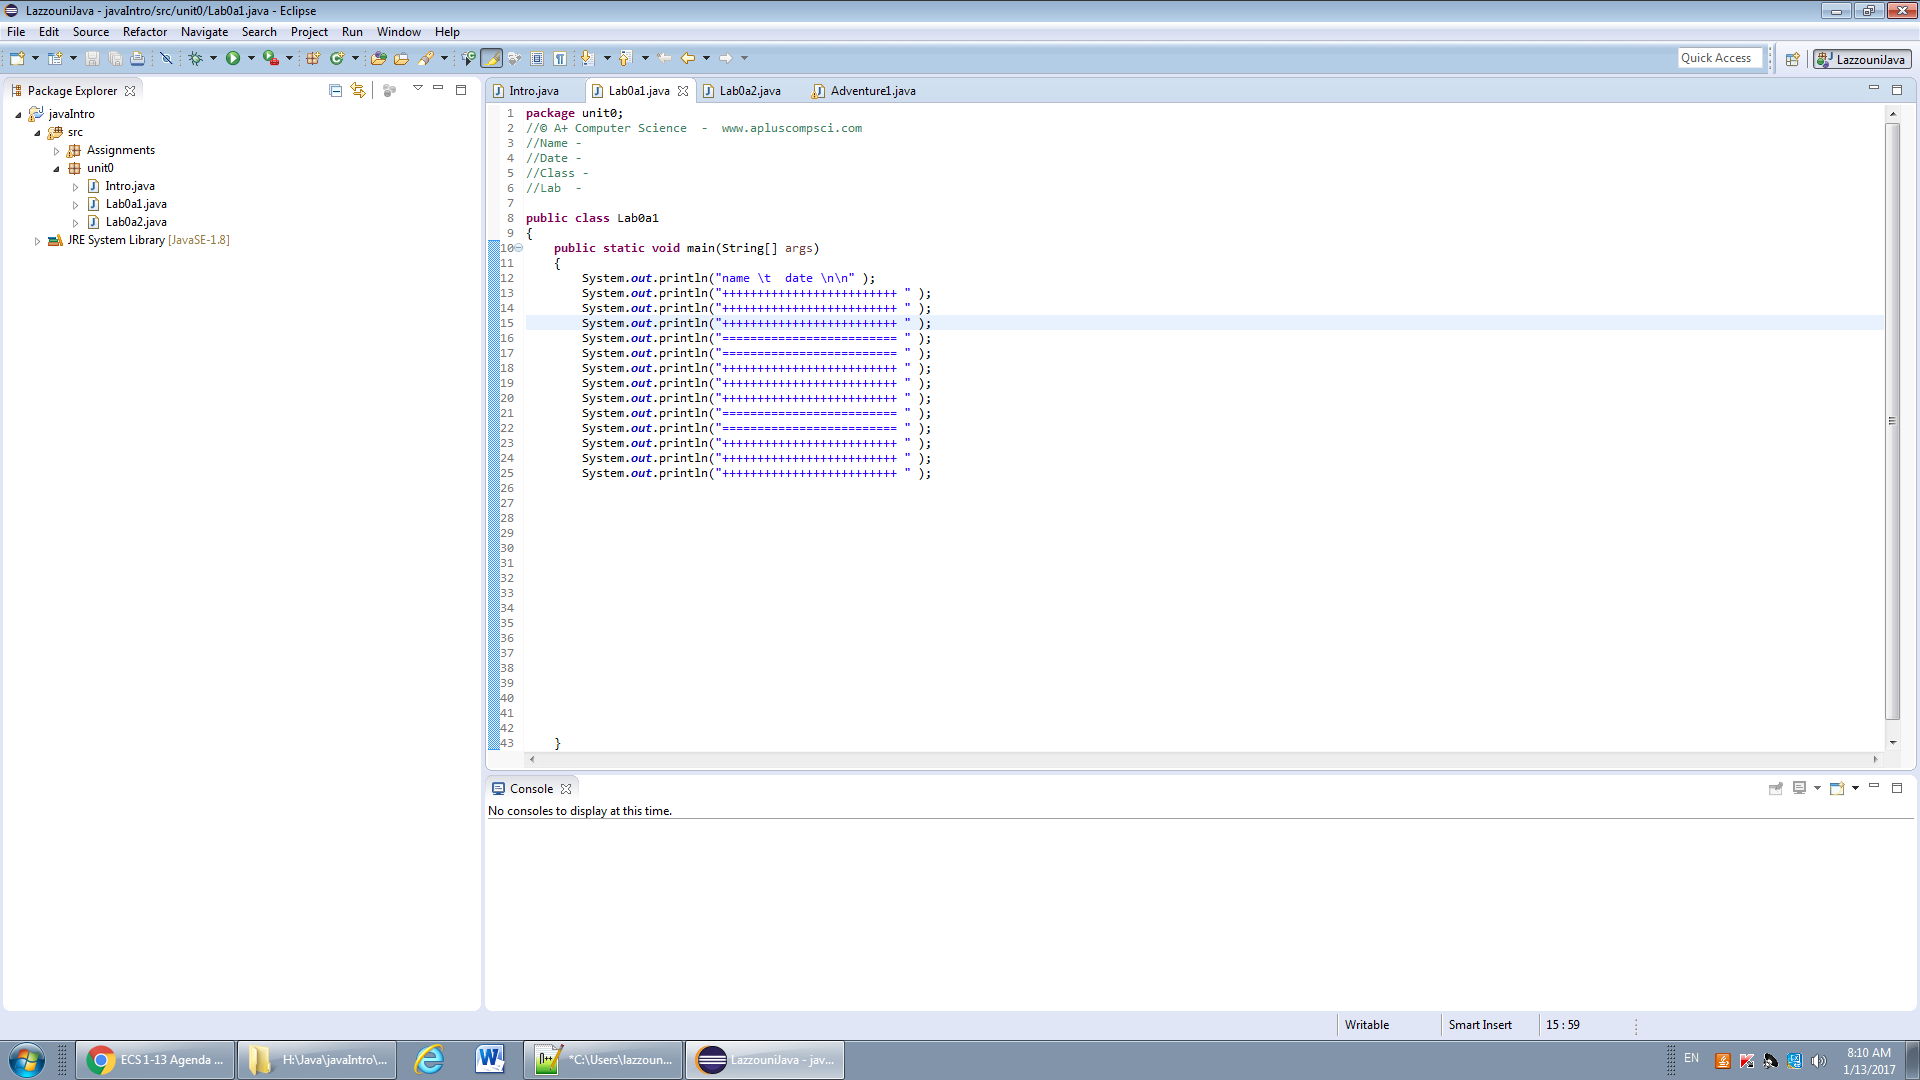 LazzouniJava - javaIntro/src/unit0/Lab0a1.java - Eclipse
File Edit Source Refactor Navigate Search Project Run Window Help
Quick Access
LazzouniJava
Package Explorer
javaIntro
src
Assignments
unit0
Intro.java
Lab0a1.java
Lab0a2.java
JRE System Library [JavaSE-1.8]
Intro.java Lab0a1.java Lab0a2.java Adventure1.java
1 package unit0;
2 //© A+ Computer Science  -  www.apluscompsci.com
3 //Name -
4 //Date -
5 //Class -
6 //Lab  -
7
8 public class Lab0a1
9 {
10     public static void main(String[] args)
11     {
12         System.out.println("name \t  date \n\n" );
13         System.out.println("+++++++++++++++++++++++++ " );
14         System.out.println("+++++++++++++++++++++++++ " );
15         System.out.println("+++++++++++++++++++++++++ " );
16         System.out.println("========================= " );
17         System.out.println("========================= " );
18         System.out.println("+++++++++++++++++++++++++ " );
19         System.out.println("+++++++++++++++++++++++++ " );
20         System.out.println("+++++++++++++++++++++++++ " );
21         System.out.println("========================= " );
22         System.out.println("========================= " );
23         System.out.println("+++++++++++++++++++++++++ " );
24         System.out.println("+++++++++++++++++++++++++ " );
25         System.out.println("+++++++++++++++++++++++++ " );
26
27
28
29
30
31
32
33
34
35
36
37
38
39
40
41
42
43     }
Console
No consoles to display at this time.
Writable Smart Insert 15 : 59
ECS 1-13 Agenda ... H:\Java\javaIntro\... *C:\Users\lazzoun... LazzouniJava - jav... EN 8:10 AM
1/13/2017